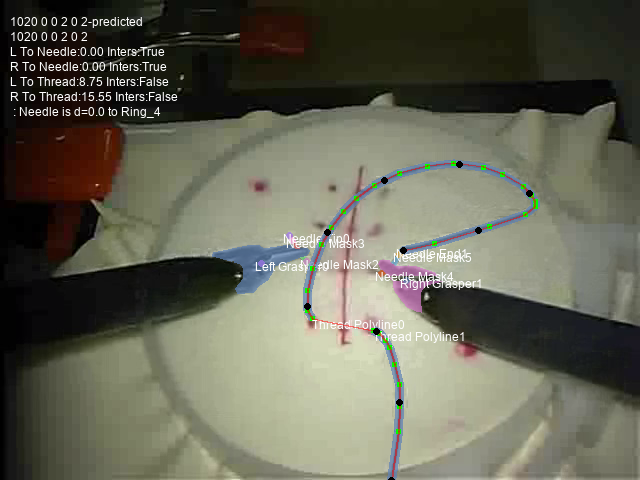 1020 0 0 2 0 2-predicted
1020 0 0 2 0 2
L To Needle:0.00 Inters:True
R To Needle:0.00 Inters:True
L To Thread:8.75 Inters:False
R To Thread:15.55 Inters:False
: Needle is d=0.0 to Ring_4
Mask3
Needle End1
Needle Mask5
Left Grasper0
Needle Mask2
Needle Mask4
Right Grasper1
Thread Polyline0
Thread Polyline1